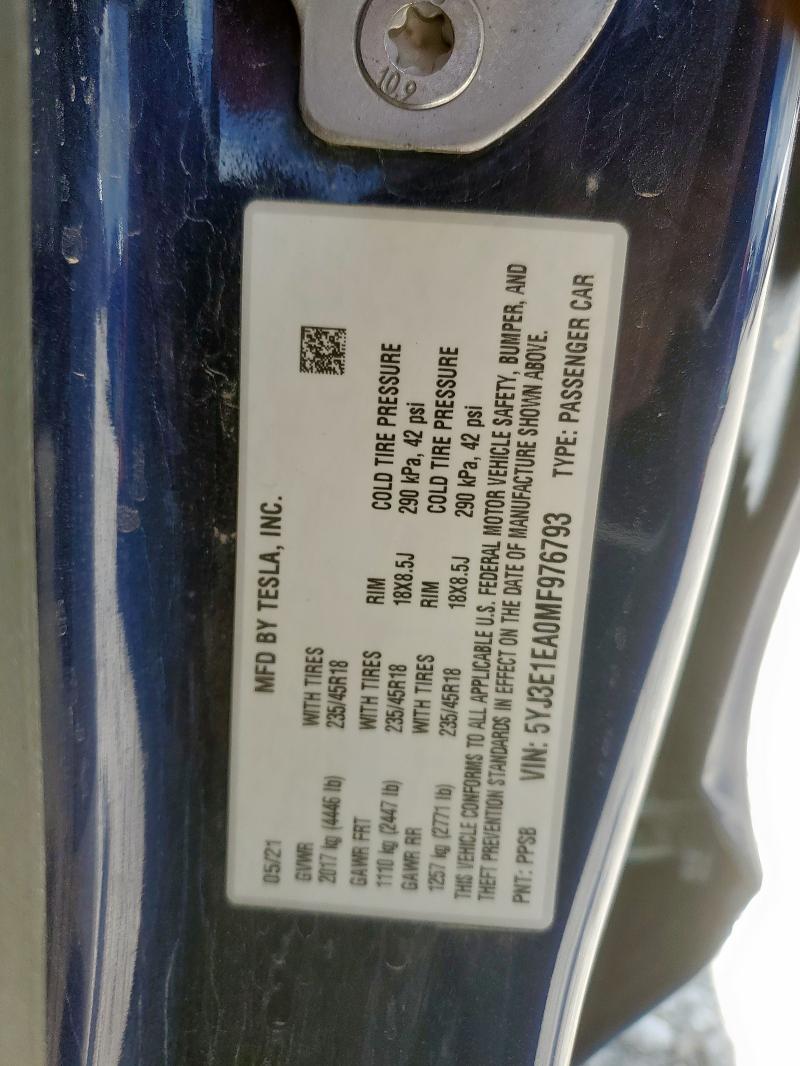 10.9
05/21 MFD BY TESLA, INC.
GVWR WITH TIRES
2017 kg (4446 lb) 235/45R18
GAWR FRT WITH TIRES RIM COLD TIRE PRESSURE
1110 kg (2447 lb) 235/45R18 18X8.5J 290 kPa, 42 psi
GAWR RR WITH TIRES RIM COLD TIRE PRESSURE
1257 kg (2771 lb) 235/45R18 18X8.5J 290 kPa, 42 psi
THIS VEHICLE CONFORMS TO ALL APPLICABLE U.S. FEDERAL MOTOR VEHICLE SAFETY, BUMPER, AND
THEFT PREVENTION STANDARDS IN EFFECT ON THE DATE OF MANUFACTURE SHOWN ABOVE.
PNT: PPSB VIN: 5YJ3E1EA0MF976793 TYPE: PASSENGER CAR